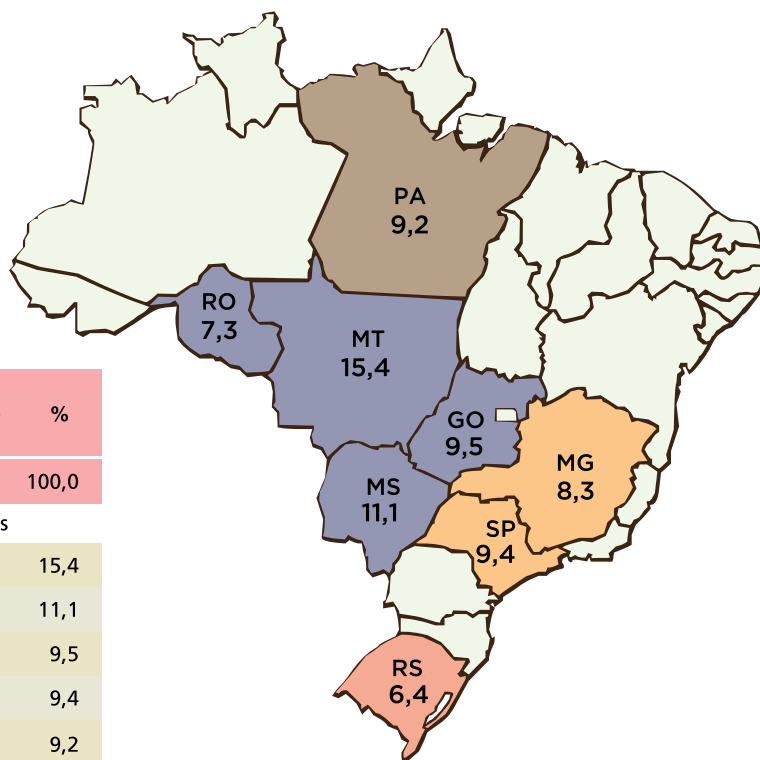 %
100,0
s
15,4
11,1
9,5
9,4
9,2
PA
9,2
RO
7,3
MT
15,4
GO
9,5
MG
8,3
MS
11,1
SP
9,4
RS
6,4